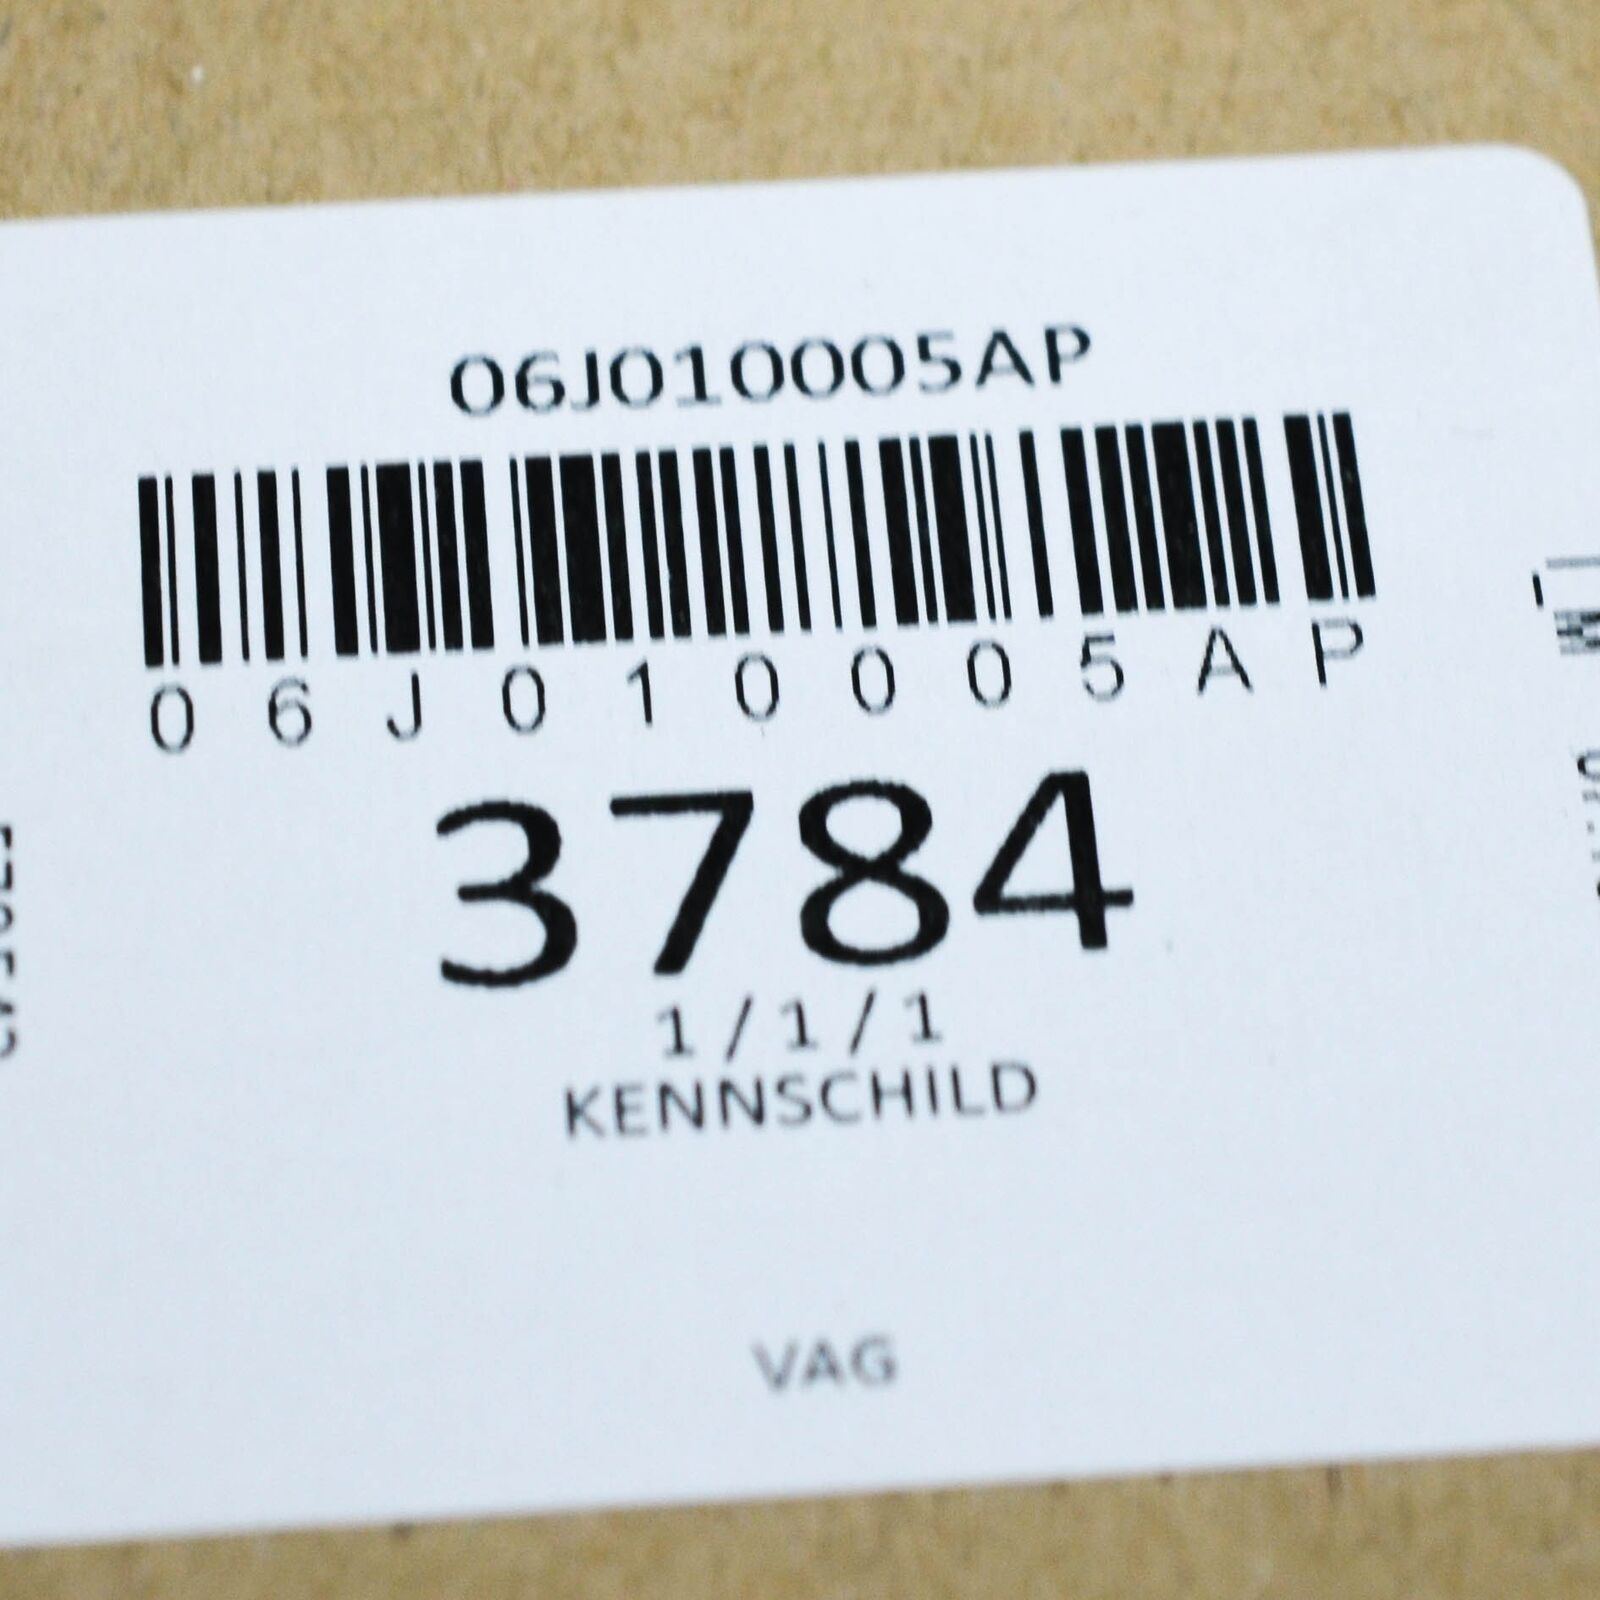 06J010005AP
06J010005AP
3784
1/1/1
KENNSCHILD
VAG